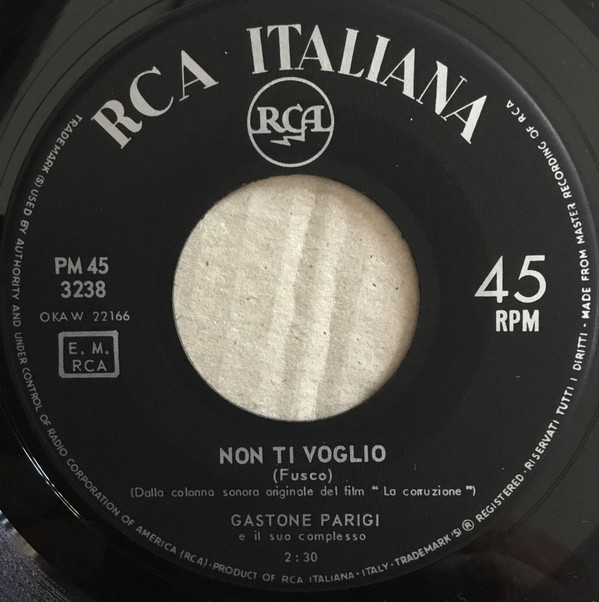 RCA ITALIANA
RCA
PM 45
3238
OKAW 22166
E. M.
RCA
45
RPM
NON TI VOGLIO
(Fusco)
(Dalla colonna sonora originale del film " La corruzione ")
GASTONE PARIGI
e il suo complesso
2:30
TRADEMARK (S) USED BY AUTHORITY AND UNDER CONTROL OF RADIO CORPORATION OF AMERICA (RCA)·PRODUCT OF RCA ITALIANA·ITALY·TRADEMARK(S)® REGISTERED·RISERVATI TUTTI I DIRITTI - MADE FROM MASTER RECORDING OF RCA